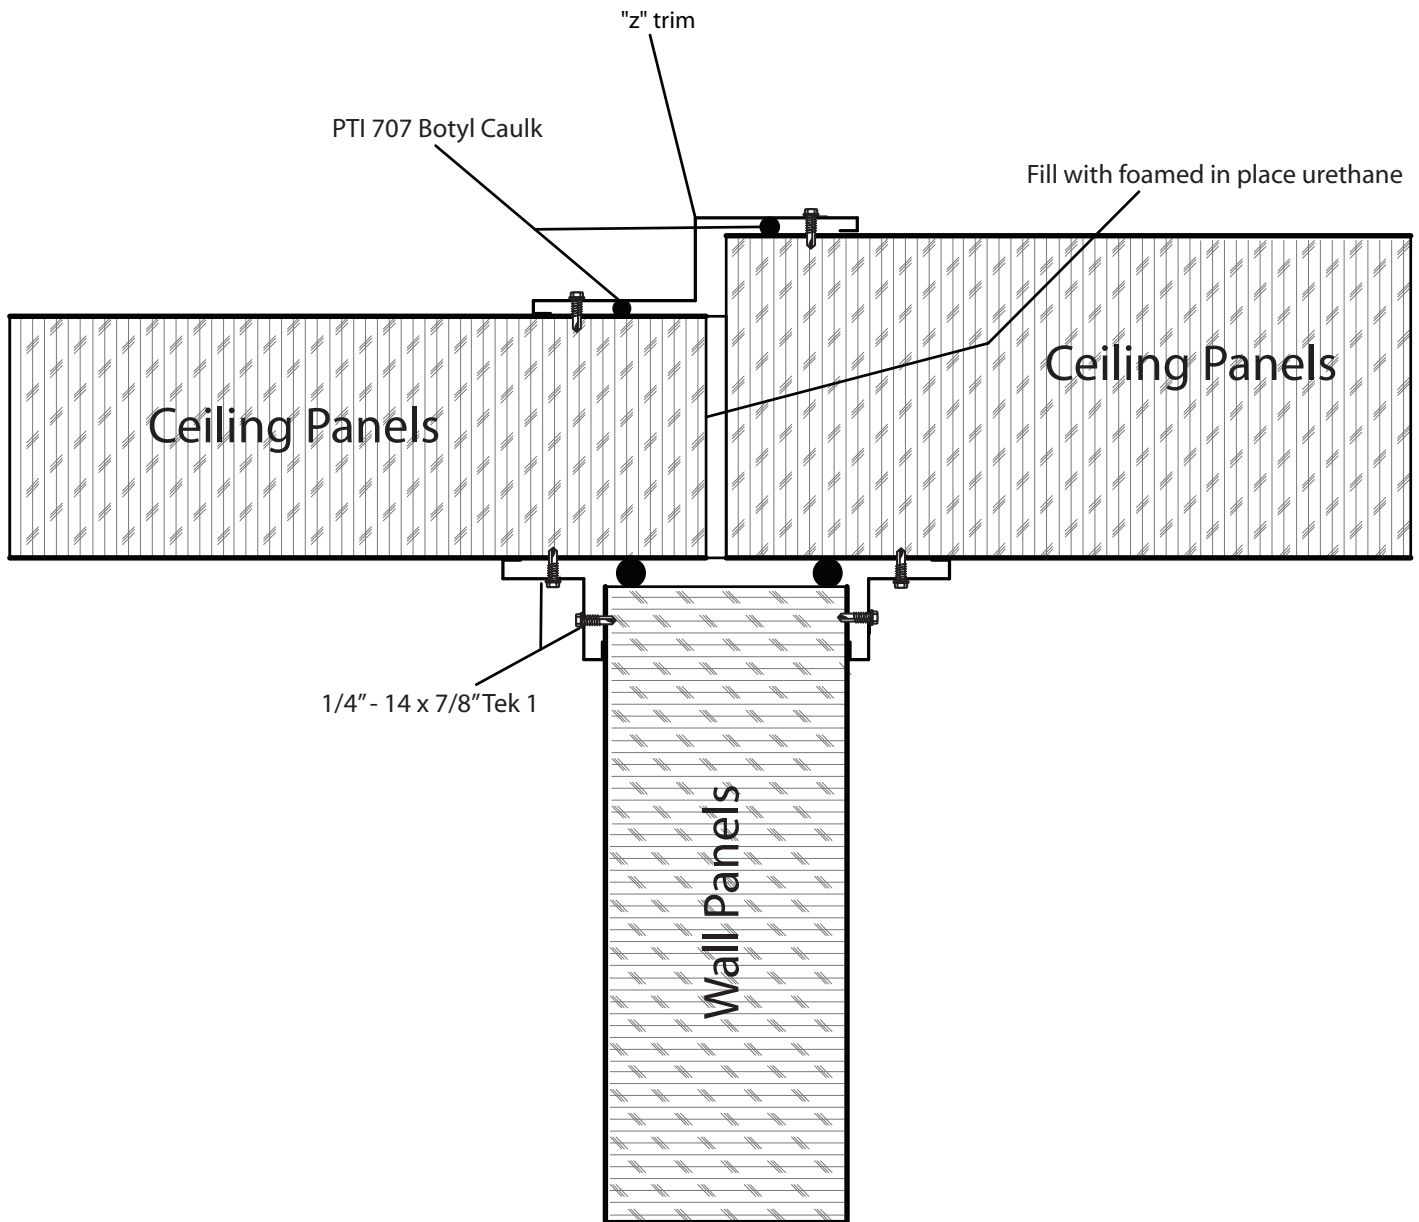 "z" trim
PTI 707 Botyl Caulk
Fill with foamed in place urethane
Ceiling Panels
Ceiling Panels
1/4” - 14 x 7/8” Tek 1
Wall Panels